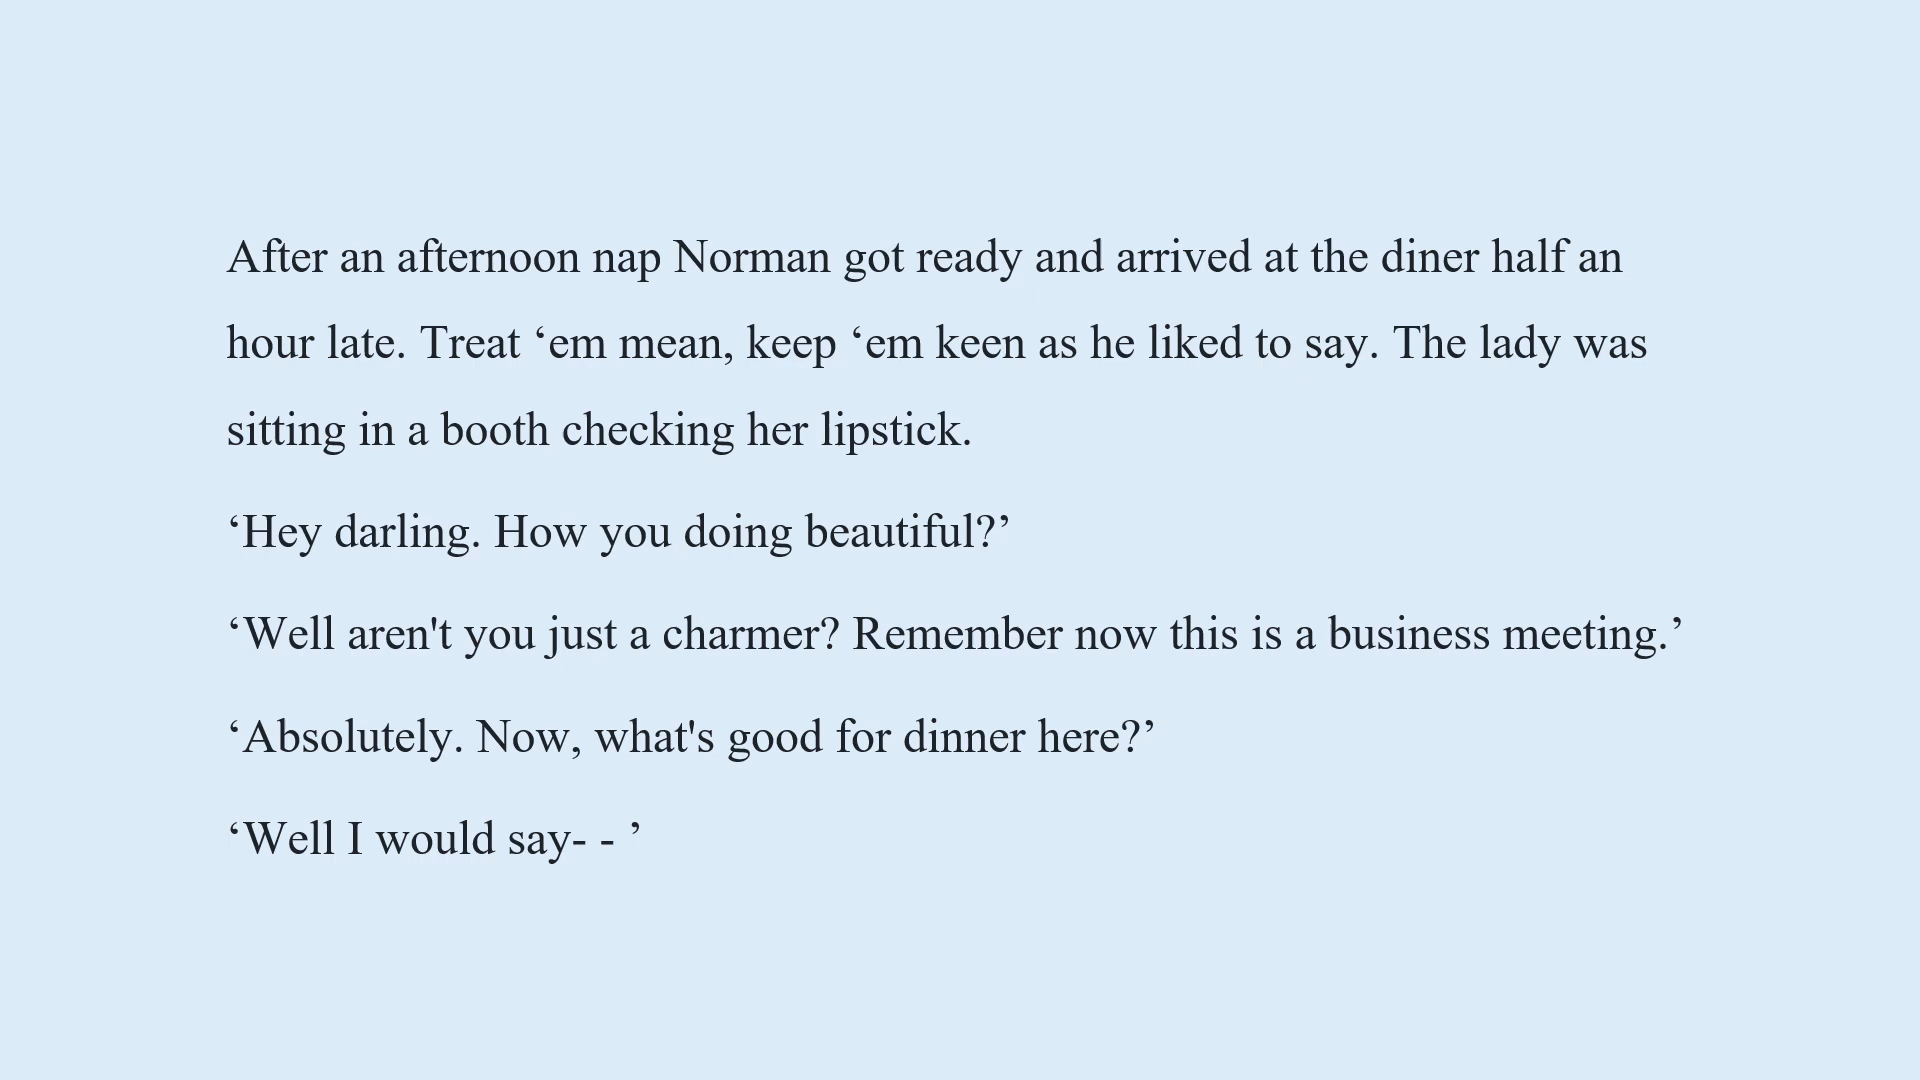 After an afternoon nap Norman got ready and arrived at the diner half an
hour late. Treat ‘em mean, keep ‘em keen as he liked to say. The lady was
sitting in a booth checking her lipstick.
‘Hey darling. How you doing beautiful?’
‘Well aren't you just a charmer? Remember now this is a business meeting.’
‘Absolutely. Now, what's good for dinner here?’
‘Well I would say- - ’